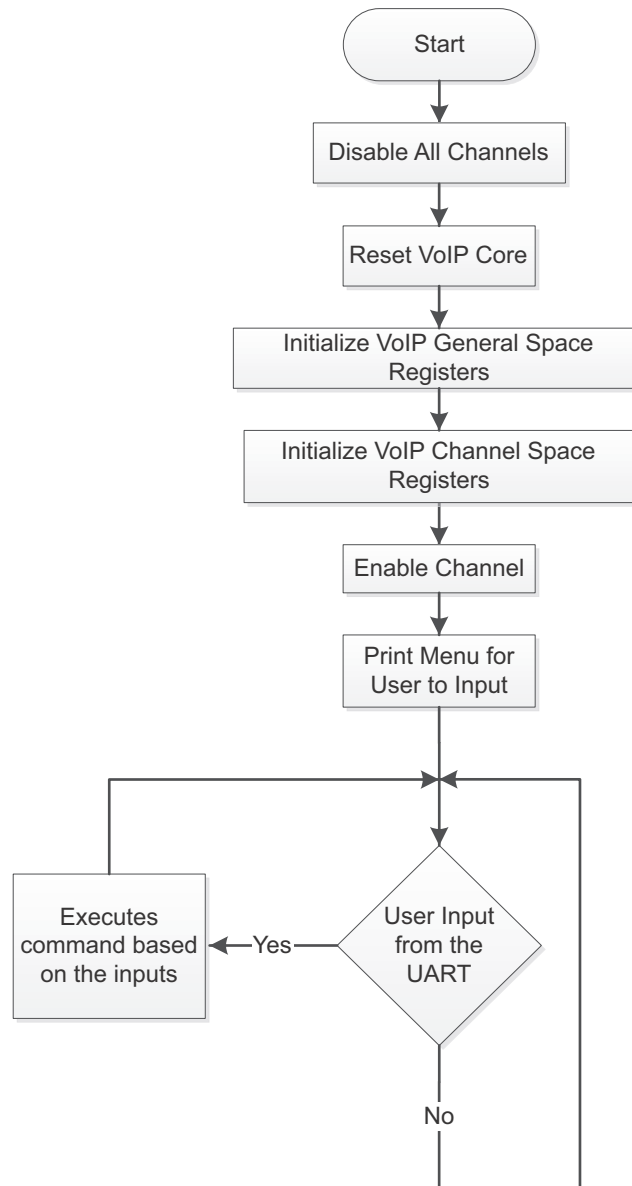 Start
Disable All Channels
Reset VoIP Core
Initialize VoIP General Space
Registers
Initialize VoIP Channel Space
Registers
Enable Channel
Print Menu for
User to Input
Executes
command based
on the inputs
Yes
User Input
from the
UART
No